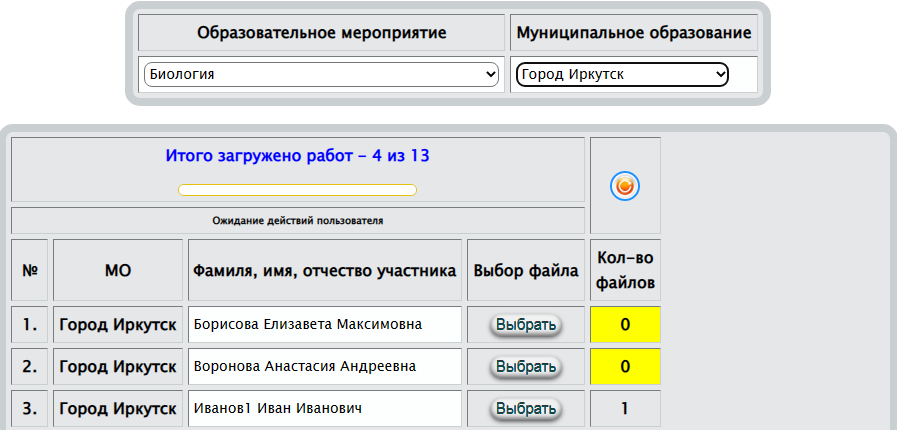 Образовательное мероприятие Муниципальное образование
Биология Город Иркутск
Итого загружено работ - 4 из 13
Ожидание действий пользователя
№ МО Фамиля, имя, отчество участника Выбор файла Кол-во файлов
1. Город Иркутск Борисова Елизавета Максимовна Выбрать 0
2. Город Иркутск Воронова Анастасия Андреевна Выбрать 0
3. Город Иркутск Иванов1 Иван Иванович Выбрать 1